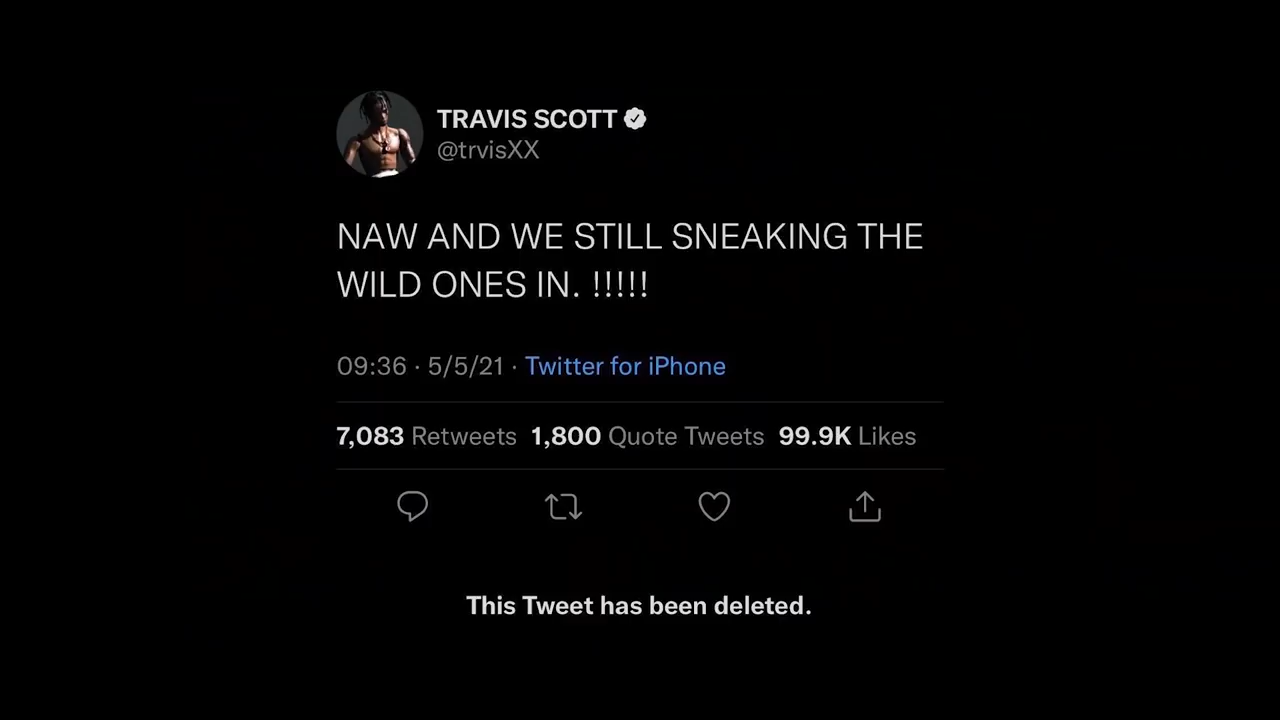 TRAVIS SCOTT
@trvisXX
NAW AND WE STILL SNEAKING THE
WILD ONES IN. !!!!!
09:36 · 5/5/21 · Twitter for iPhone
7,083 Retweets 1,800 Quote Tweets 99.9K Likes
This Tweet has been deleted.